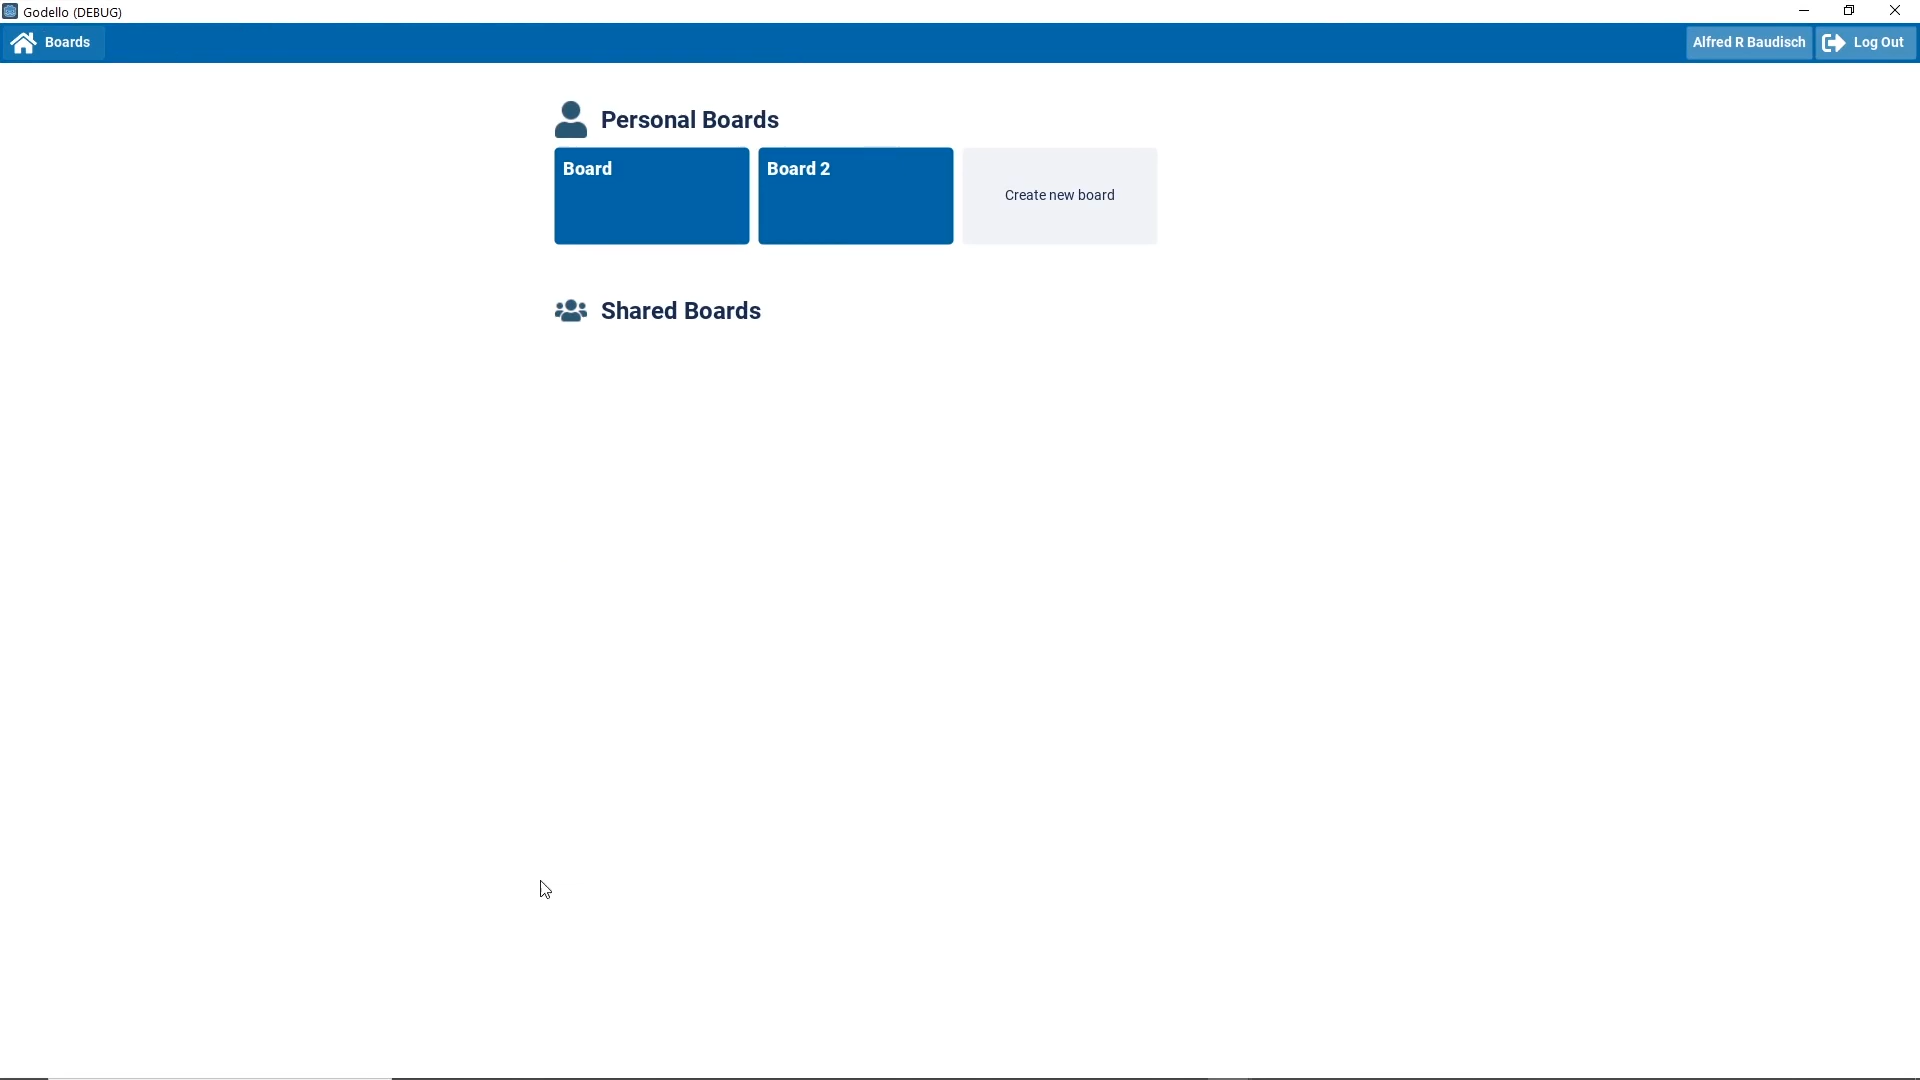 Godello (DEBUG)
Boards
Alfred R Baudisch
Log Out
Personal Boards
Board
Board 2
Create new board
Shared Boards